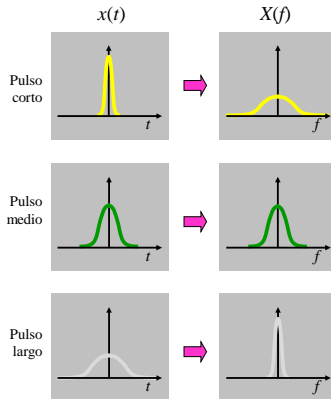 x(t) X(f)
Pulso
corto
t f
Pulso
medio
t f
Pulso
largo
t f